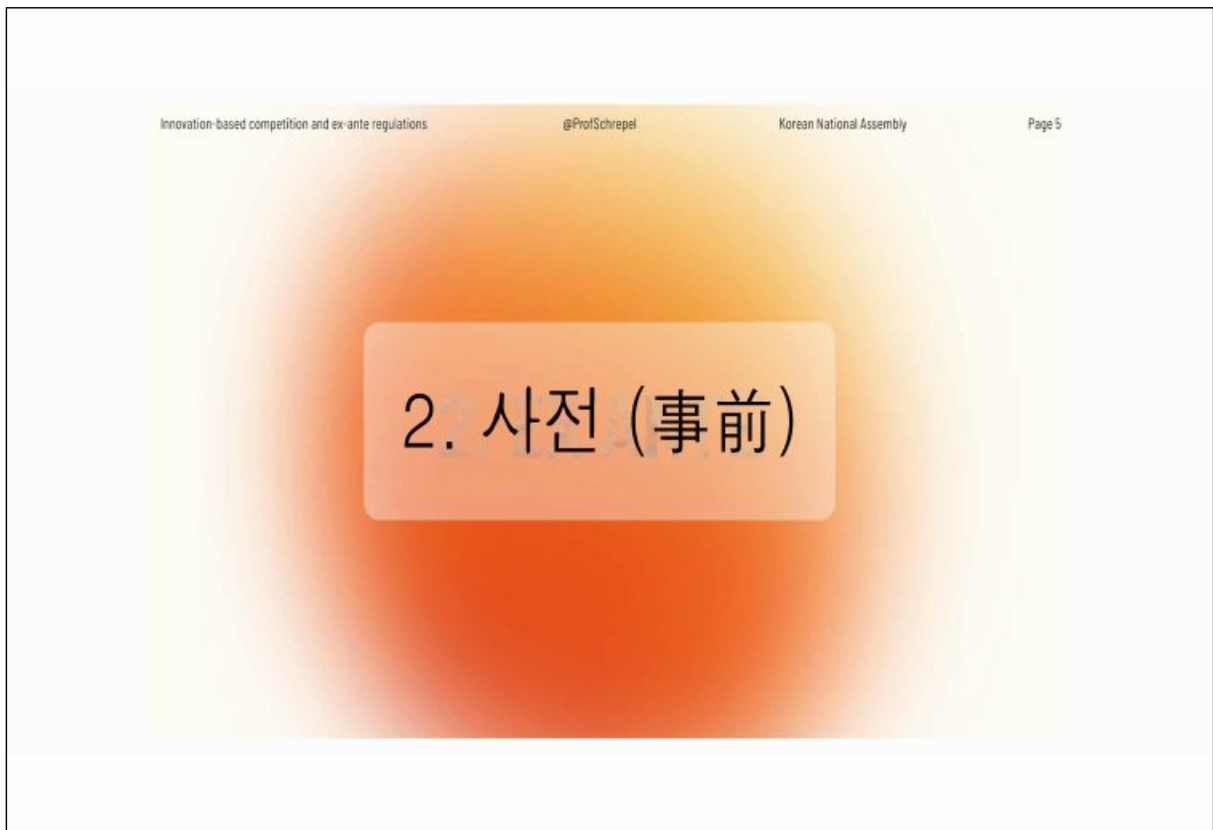 Innovation-based competition and ex-ante regulations @ProfSchrepel Korean National Assembly Page 5
2. 사전 (事前)